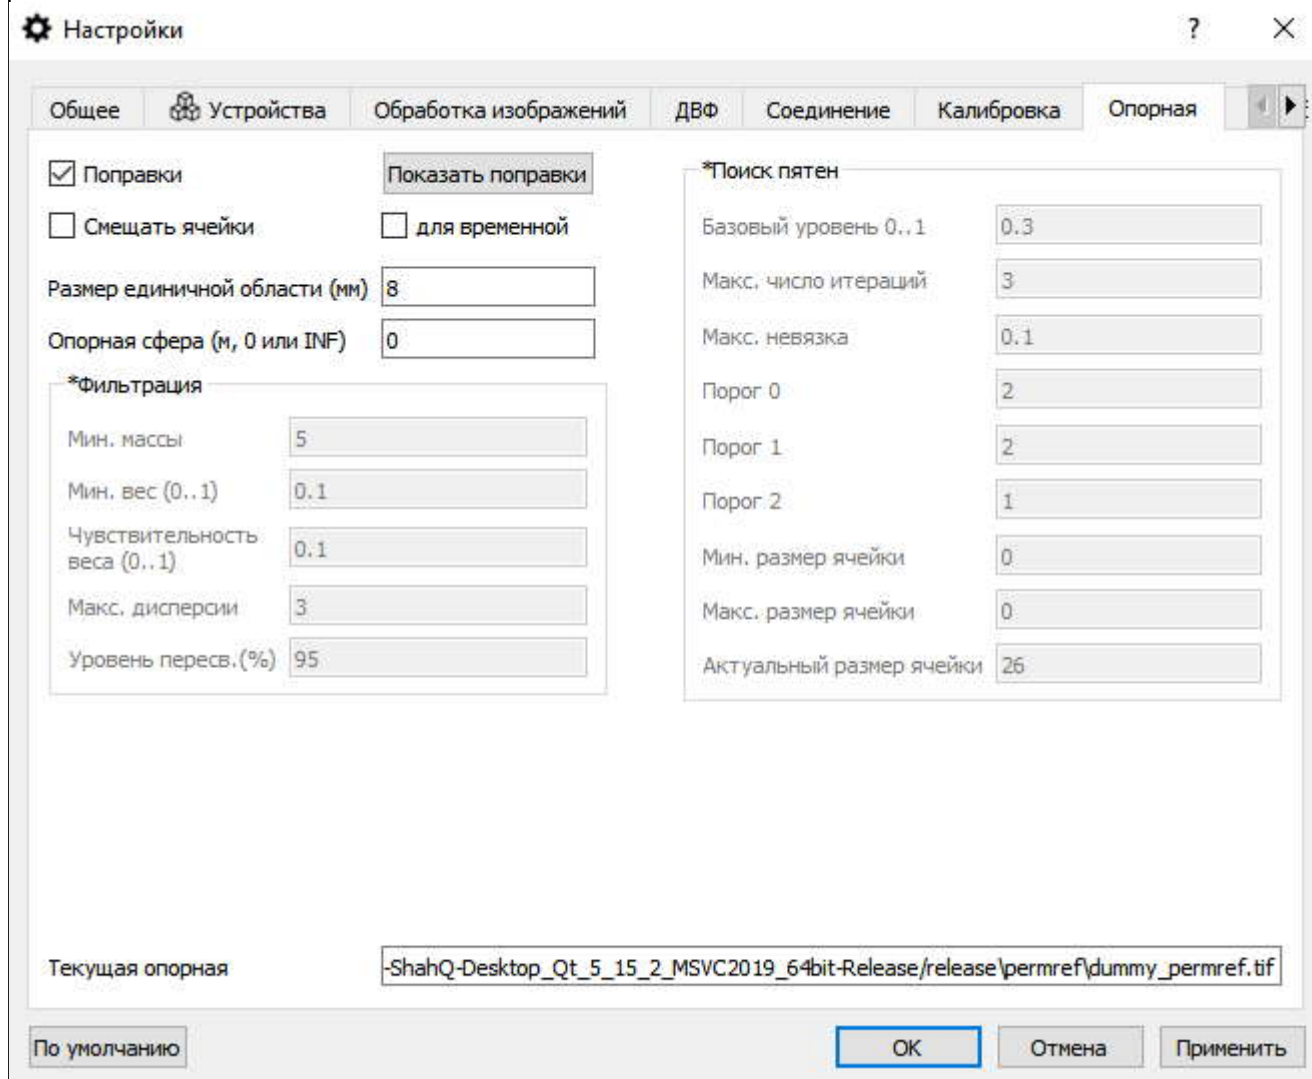 Настройки
Общее Устройства Обработка изображений ДВФ Соединение Калибровка Опорная
Поправки Показать поправки
Смещать ячейки для временной
Размер единичной области (мм) 8
Опорная сфера (м, 0 или INF) 0
*Фильтрация
Мин. массы 5
Мин. вес (0..1) 0.1
Чувствительность
веса (0..1) 0.1
Макс. дисперсии 3
Уровень пересв.(%) 95
*Поиск пятен
Базовый уровень 0..1 0.3
Макс. число итераций 3
Макс. невязка 0.1
Порог 0 2
Порог 1 2
Порог 2 1
Мин. размер ячейки 0
Макс. размер ячейки 0
Актуальный размер ячейки 26
Текущая опорная -ShahQ-Desktop_Qt_5_15_2_MSVC2019_64bit-Release/release\permref\dummy_permref.tif
По умолчанию OK Отмена Применить